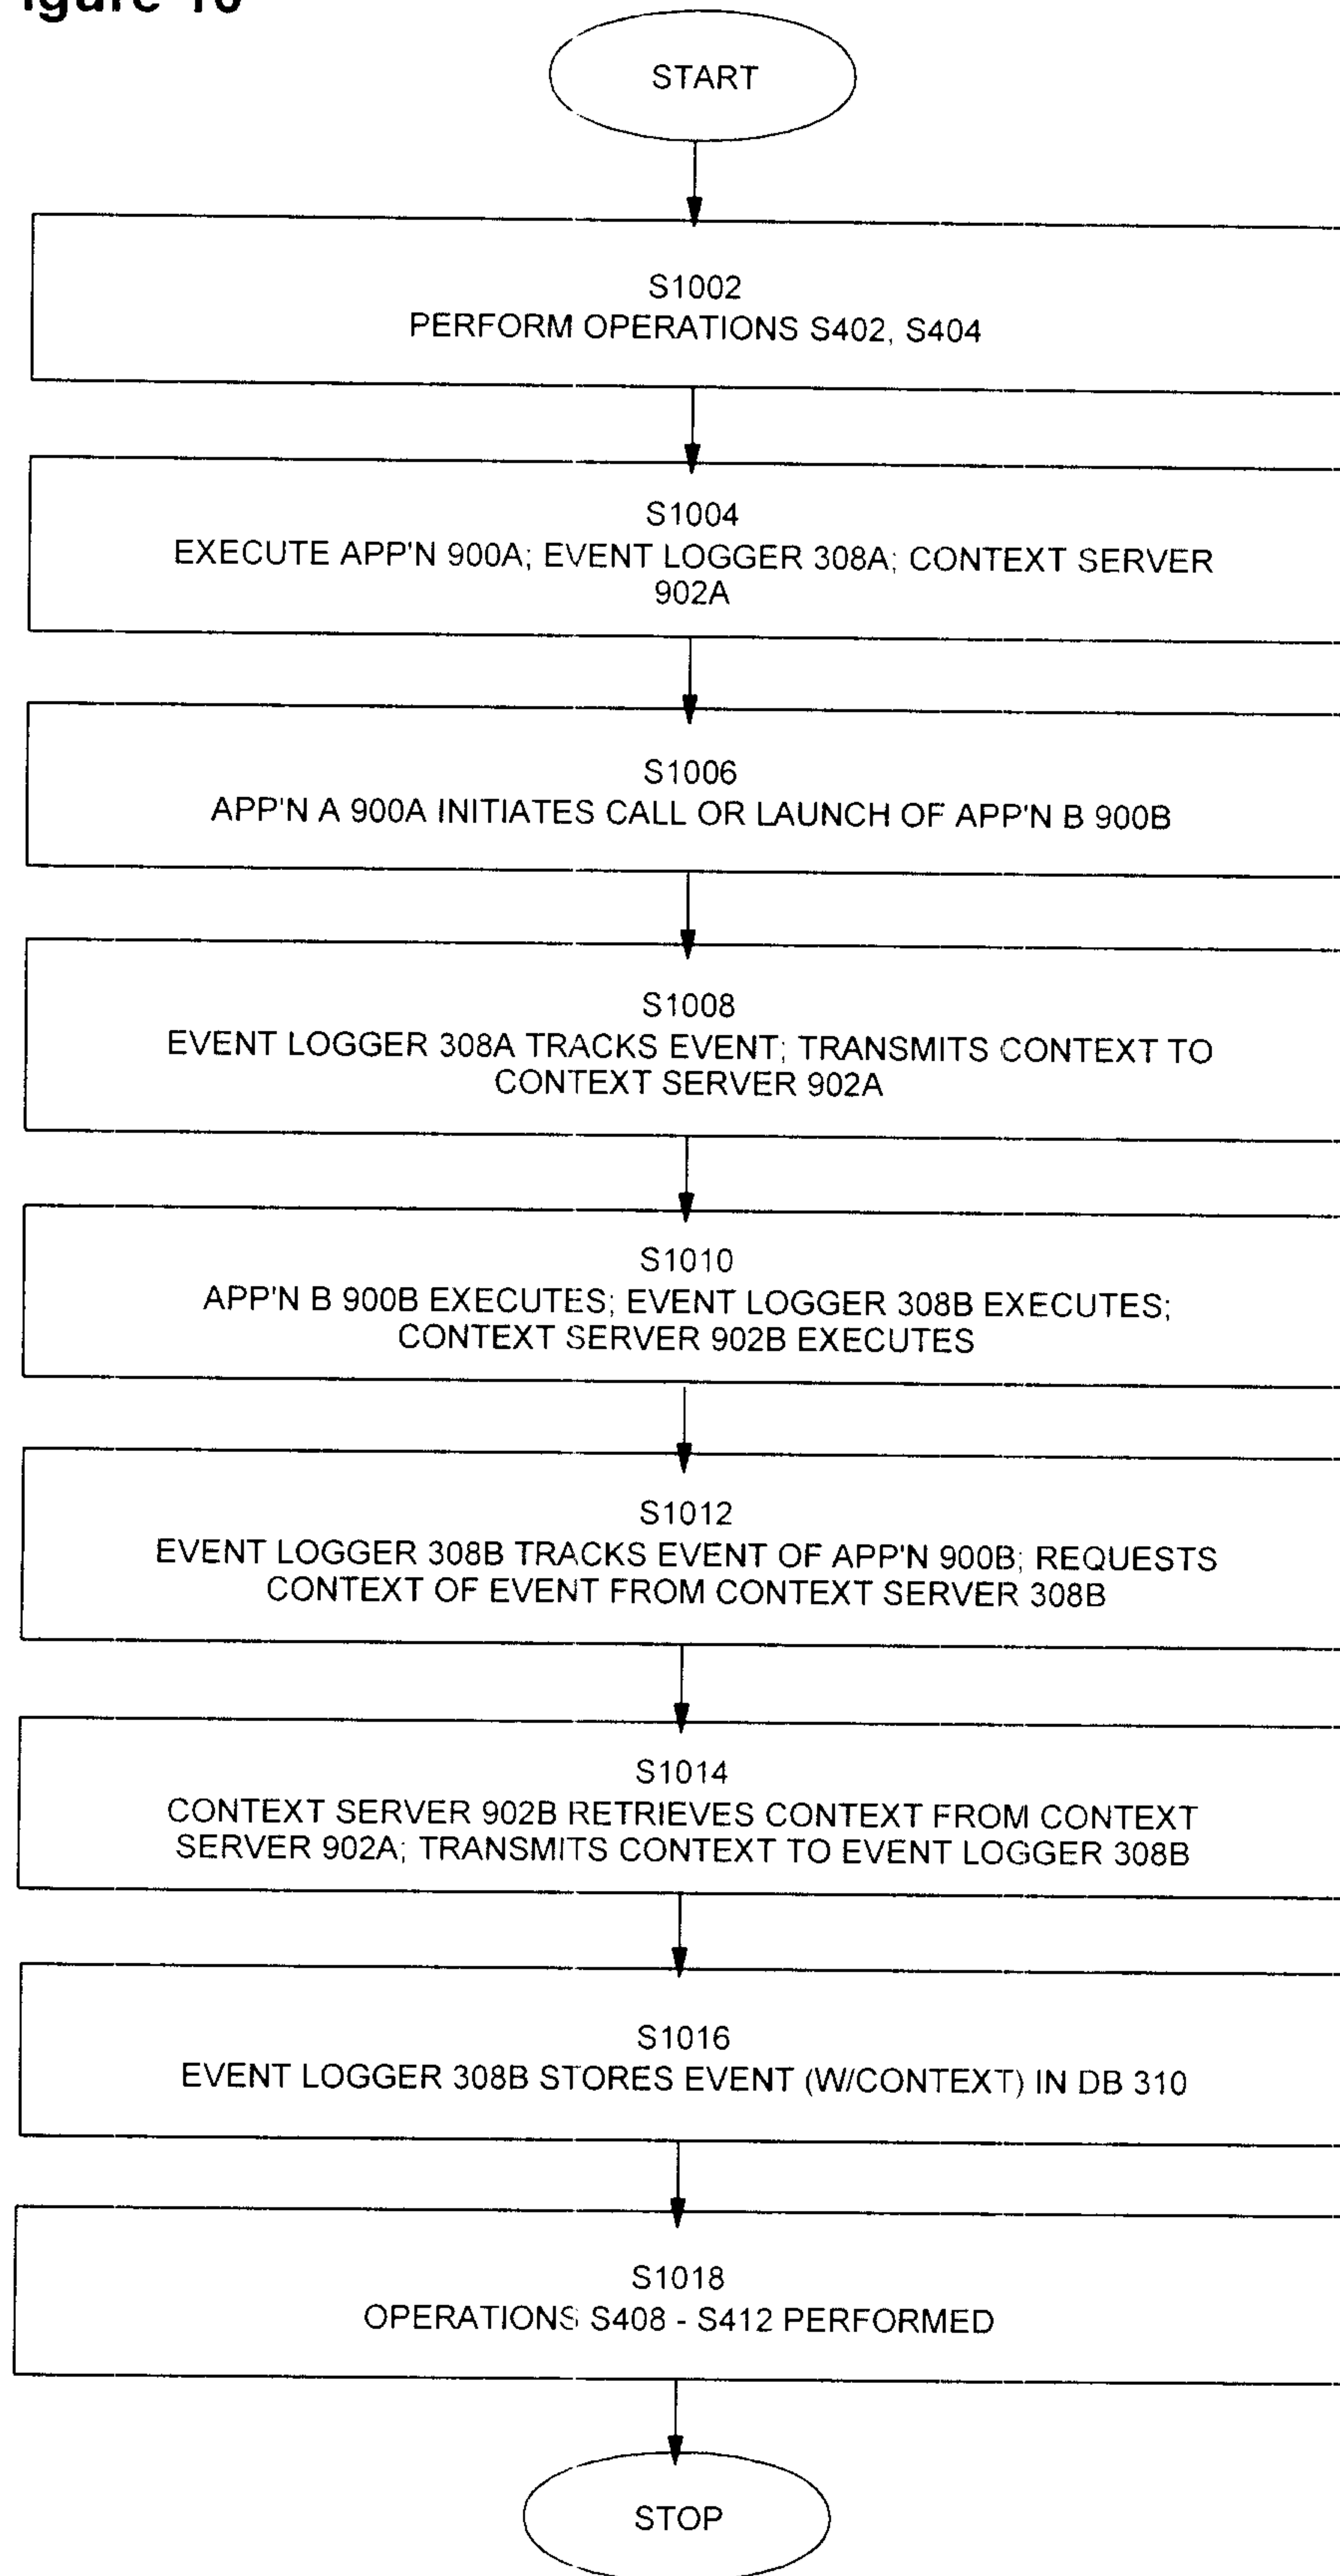 igure 10
START
S1002
PERFORM OPERATIONS S402, S404
S1004
EXECUTE APP'N 900A; EVENT LOGGER 308A; CONTEXT SERVER
902A
S1006
APP'N A 900A INITIATES CALL OR LAUNCH OF APP'N B 900B
S1008
EVENT LOGGER 308A TRACKS EVENT; TRANSMITS CONTEXT TO
CONTEXT SERVER 902A
S1010
APP'N B 900B EXECUTES; EVENT LOGGER 308B EXECUTES;
CONTEXT SERVER 902B EXECUTES
S1012
EVENT LOGGER 308B TRACKS EVENT OF APP'N 900B; REQUESTS
CONTEXT OF EVENT FROM CONTEXT SERVER 308B
S1014
CONTEXT SERVER 902B RETRIEVES CONTEXT FROM CONTEXT
SERVER 902A; TRANSMITS CONTEXT TO EVENT LOGGER 308B
S1016
EVENT LOGGER 308B STORES EVENT (W/CONTEXT) IN DB 310
S1018
OPERATIONS S408 - S412 PERFORMED
STOP